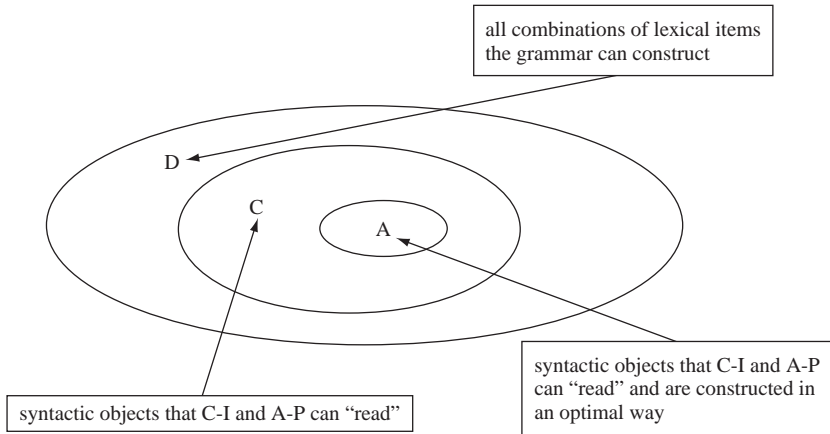 all combinations of lexical items
the grammar can construct
D
C
A
syntactic objects that C-I and A-P
can “read” and are constructed in
an optimal way
syntactic objects that C-I and A-P can “read”